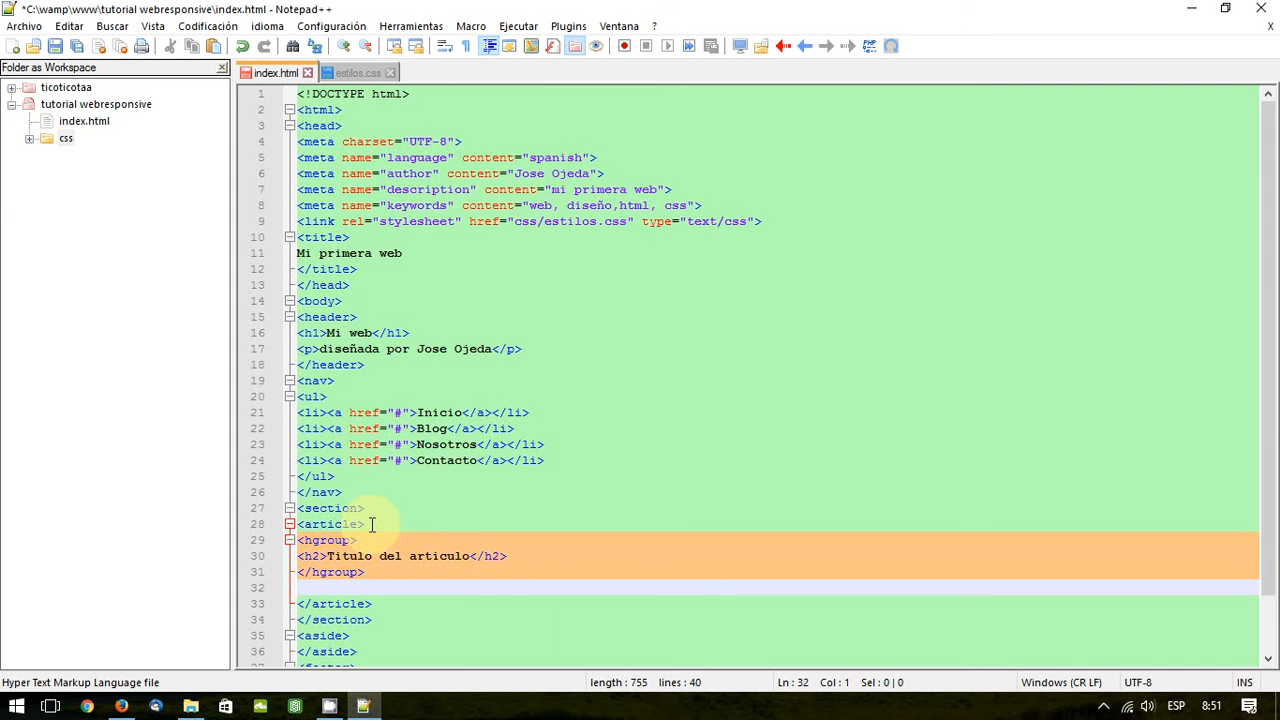 *C:\wamp\www\tutorial webresponsive\index.html - Notepad++
Archivo Editar Buscar Vista Codificación idioma Configuración Herramientas Macro Ejecutar Plugins Ventana ? X
Folder as Workspace
index.html estilos.css
ticoticotaa
tutorial webresponsive
index.html
css
1 <!DOCTYPE html>
2 <html>
3 <head>
4 <meta charset="UTF-8">
5 <meta name="language" content="spanish">
6 <meta name="author" content="Jose Ojeda">
7 <meta name="description" content="mi primera web">
8 <meta name="keywords" content="web, diseño,html, css">
9 <link rel="stylesheet" href="css/estilos.css" type="text/css">
10 <title>
11 Mi primera web
12 </title>
13 </head>
14 <body>
15 <header>
16 <h1>Mi web</h1>
17 <p>diseñada por Jose Ojeda</p>
18 </header>
19 <nav>
20 <ul>
21 <li><a href="#">Inicio</a></li>
22 <li><a href="#">Blog</a></li>
23 <li><a href="#">Nosotros</a></li>
24 <li><a href="#">Contacto</a></li>
25 </ul>
26 </nav>
27 <section>
28 <article>
29 <hgroup>
30 <h2>Titulo del articulo</h2>
31 </hgroup>
32
33 </article>
34 </section>
35 <aside>
36 </aside>
37 <footer>
Hyper Text Markup Language file length : 755 lines : 40 Ln : 32 Col : 1 Sel : 0 | 0 Windows (CR LF) UTF-8 INS
ESP 8:51